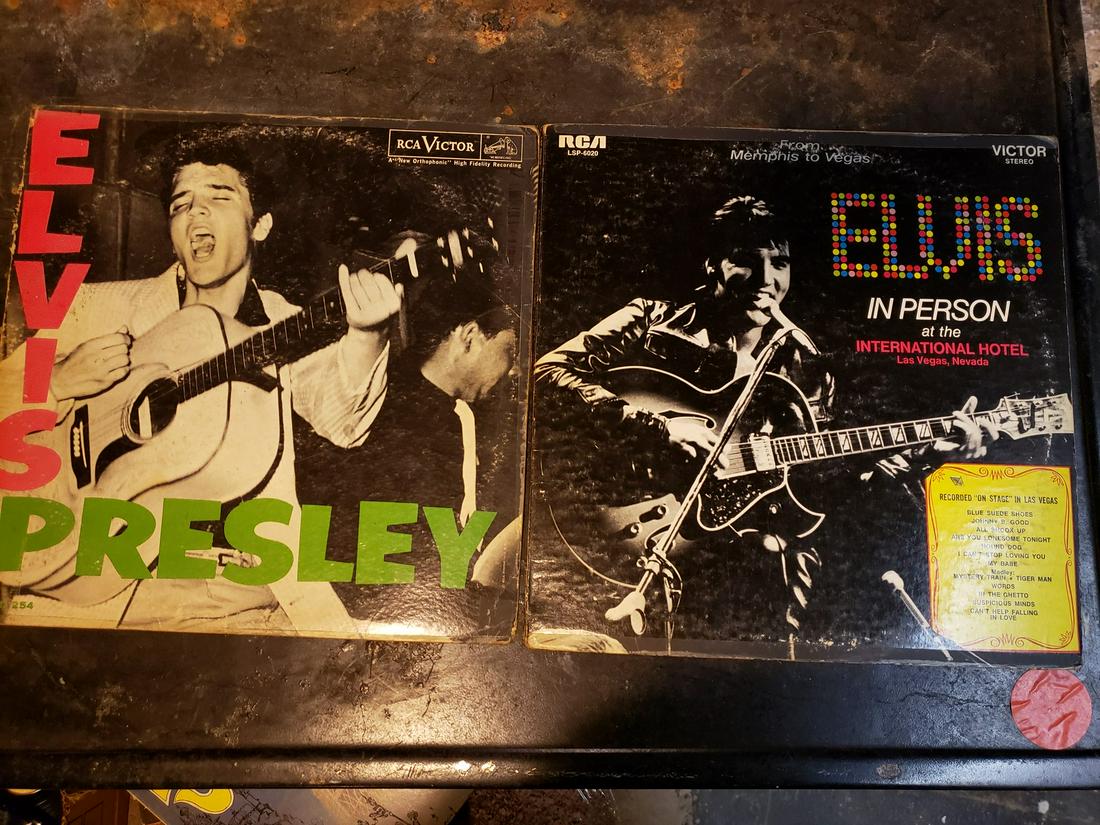 ELVIS
PRESLEY
RCA VICTOR
A "New Orthophonic" High Fidelity Recording
254
RCA
LSP-6020
From
Memphis to Vegas
VICTOR
STEREO
ELVIS
IN PERSON
at the
INTERNATIONAL HOTEL
Las Vegas, Nevada
RECORDED "ON STAGE" IN LAS VEGAS
BLUE SUEDE SHOES
JOHNNY B. GOOD
ALL SHOOK UP
ARE YOU LONESOME TONIGHT
HOUND DOG
I CAN'T STOP LOVING YOU
MY BABE
Medley:
MYSTERY TRAIN • TIGER MAN
WORDS
IN THE GHETTO
SUSPICIOUS MINDS
CAN'T HELP FALLING
IN LOVE